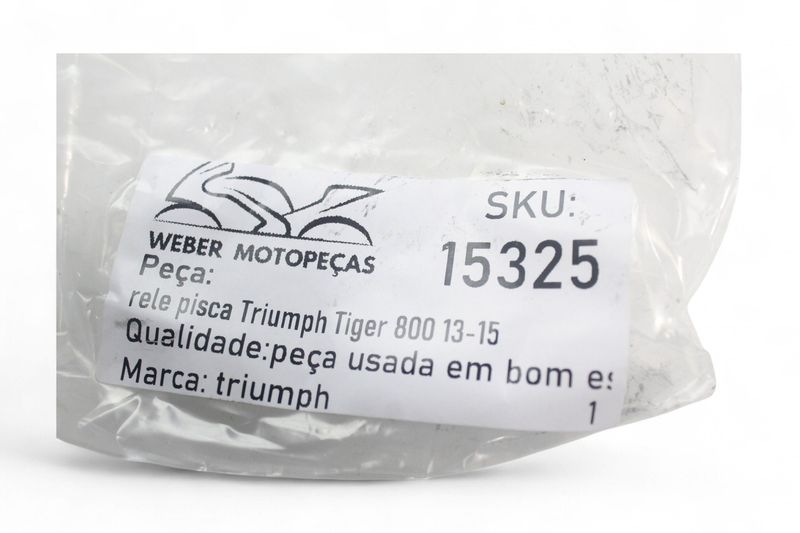 WEBER MOTOPEÇAS
SKU:
15325
Peça:
rele pisca Triumph Tiger 800 13-15
Qualidade:peça usada em bom es
Marca: triumph
1